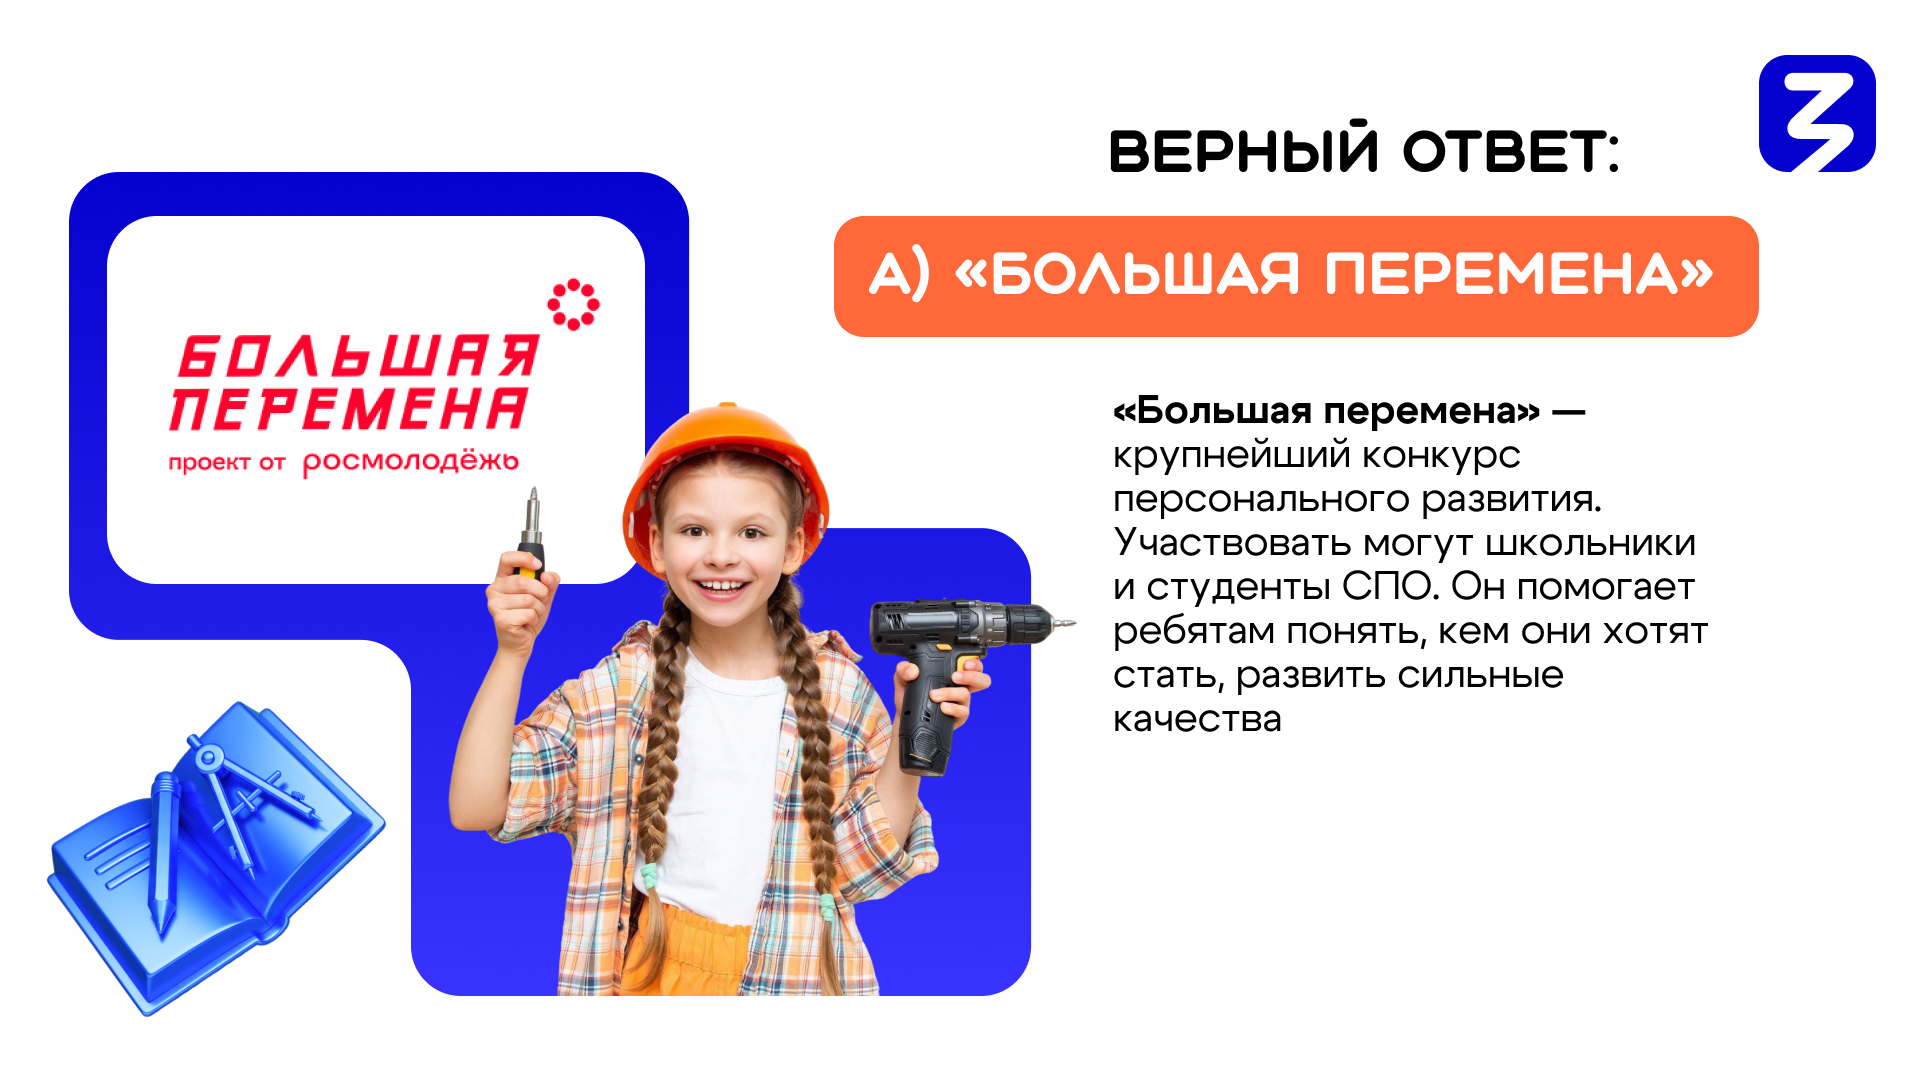 БОЛЬШАЯ
ПЕРЕМЕНА
проект от росмолодёжь
ВЕРНЫЙ ОТВЕТ:
А) «БОЛЬШАЯ ПЕРЕМЕНА»
«Большая перемена» —
крупнейший конкурс
персонального развития.
Участвовать могут школьники
и студенты СПО. Он помогает
ребятам понять, кем они хотят
стать, развить сильные
качества